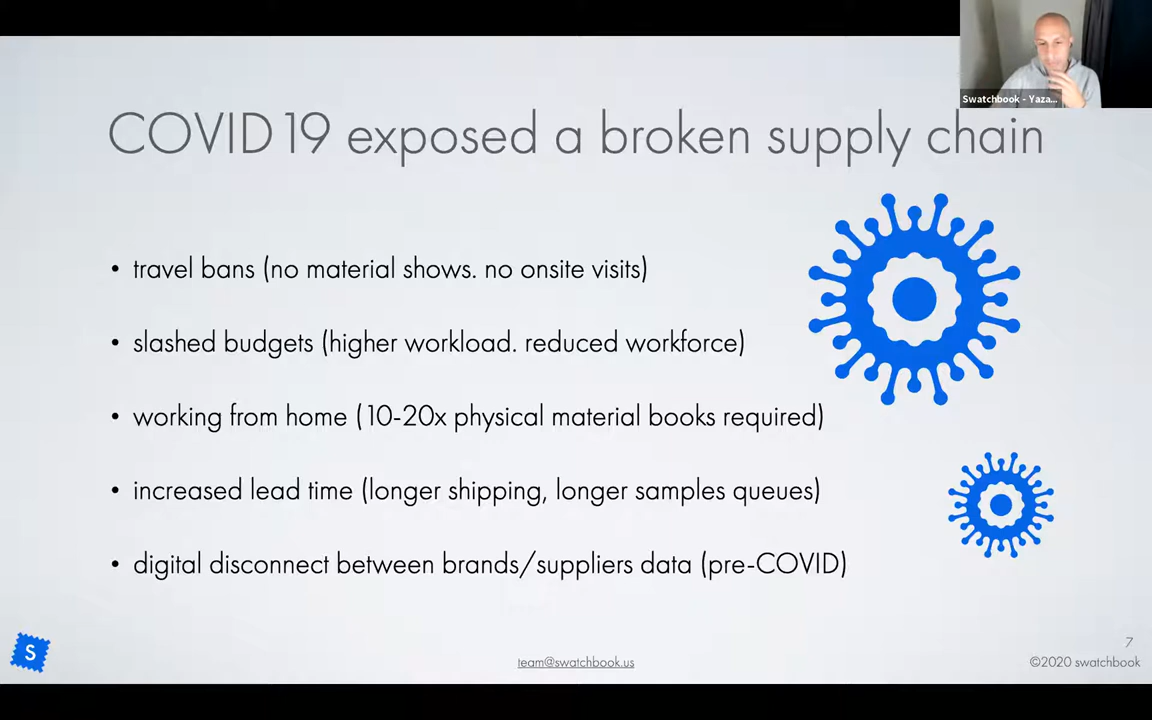 Swatchbook - Yaza...
COVID19 exposed a broken supply chain
• travel bans (no material shows. no onsite visits)
• slashed budgets (higher workload. reduced workforce)
• working from home (10-20x physical material books required)
• increased lead time (longer shipping, longer samples queues)
• digital disconnect between brands/suppliers data (pre-COVID)
7
S
team@swatchbook.us
©2020 swatchbook